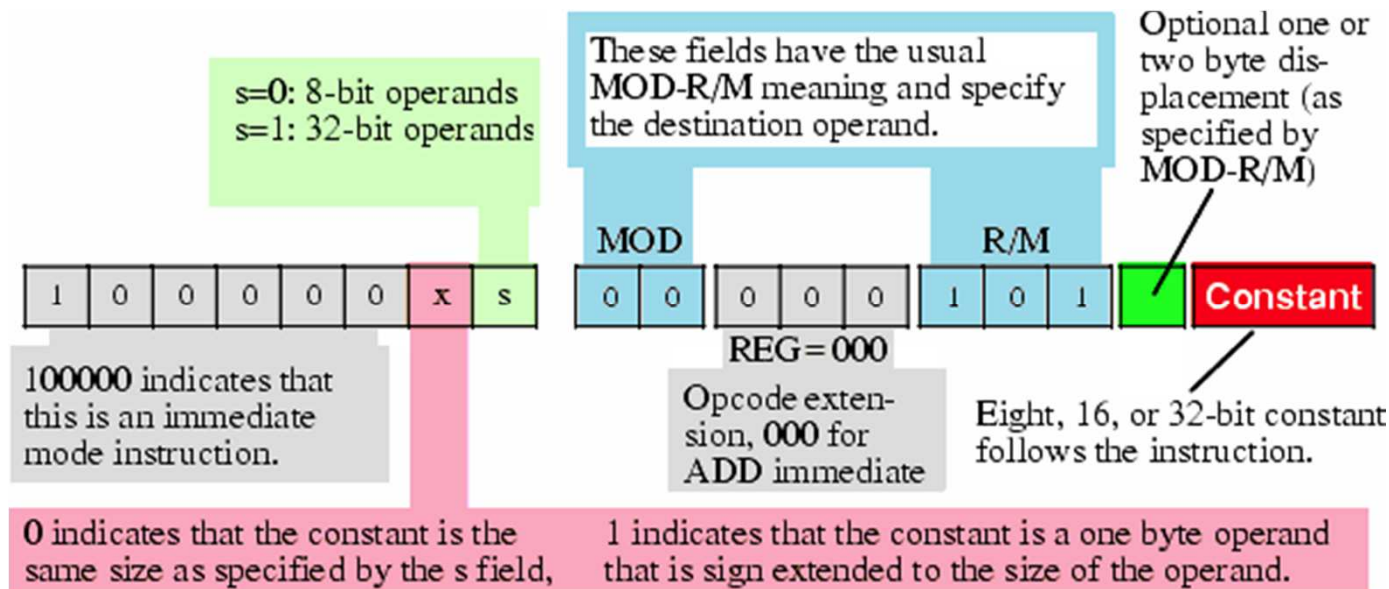 s=0: 8-bit operands
s=1: 32-bit operands
These fields have the usual
MOD-R/M meaning and specify
the destination operand.
Optional one or
two byte dis-
placement (as
specified by
MOD-R/M)
MOD
R/M
1 0 0 0 0 0 x s 0 0 0 0 0 1 0 1 Constant
100000 indicates that
this is an immediate
mode instruction.
REG=000
Opcode exten-
sion, 000 for
ADD immediate
Eight, 16, or 32-bit constant
follows the instruction.
0 indicates that the constant is the
same size as specified by the s field,
1 indicates that the constant is a one byte operand
that is sign extended to the size of the operand.